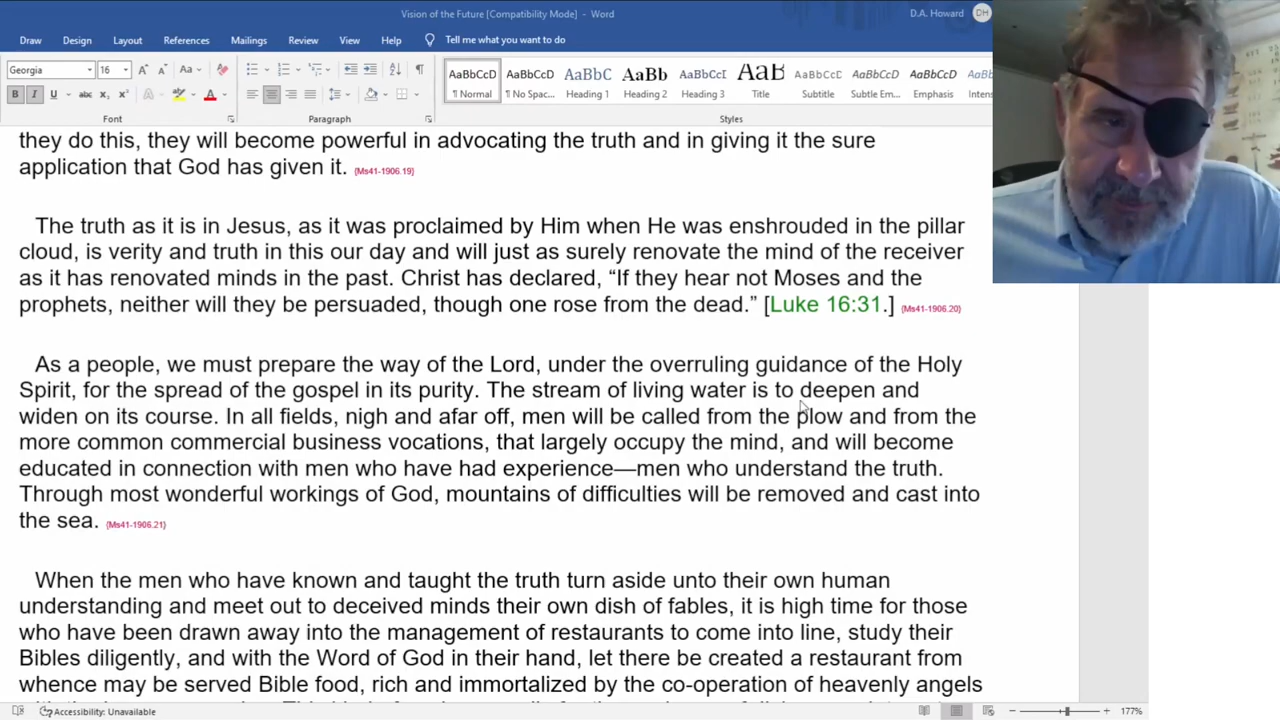 Vision of the Future [Compatibility Mode] - Word
D.A. Howard DH
Draw Design Layout References Mailings Review View Help Tell me what you want to do
Georgia 16 Aa
AaBbCcD AaBbCcD AaBbC AaBb AaBbCcI AaB AaBbCcD AaBbCcD AaBbCcD AaBb
B I U abc x₂ x² A A
¶ Normal ¶ No Spac... Heading 1 Heading 2 Heading 3 Title Subtitle Subtle Em... Emphasis Intens
Font Paragraph Styles
they do this, they will become powerful in advocating the truth and in giving it the sure
application that God has given it. {Ms41-1906.19}
The truth as it is in Jesus, as it was proclaimed by Him when He was enshrouded in the pillar
cloud, is verity and truth in this our day and will just as surely renovate the mind of the receiver
as it has renovated minds in the past. Christ has declared, “If they hear not Moses and the
prophets, neither will they be persuaded, though one rose from the dead.” [Luke 16:31.] {Ms41-1906.20}
As a people, we must prepare the way of the Lord, under the overruling guidance of the Holy
Spirit, for the spread of the gospel in its purity. The stream of living water is to deepen and
widen on its course. In all fields, nigh and afar off, men will be called from the plow and from the
more common commercial business vocations, that largely occupy the mind, and will become
educated in connection with men who have had experience—men who understand the truth.
Through most wonderful workings of God, mountains of difficulties will be removed and cast into
the sea. {Ms41-1906.21}
When the men who have known and taught the truth turn aside unto their own human
understanding and meet out to deceived minds their own dish of fables, it is high time for those
who have been drawn away into the management of restaurants to come into line, study their
Bibles diligently, and with the Word of God in their hand, let there be created a restaurant from
whence may be served Bible food, rich and immortalized by the co-operation of heavenly angels
Accessibility: Unavailable 177%